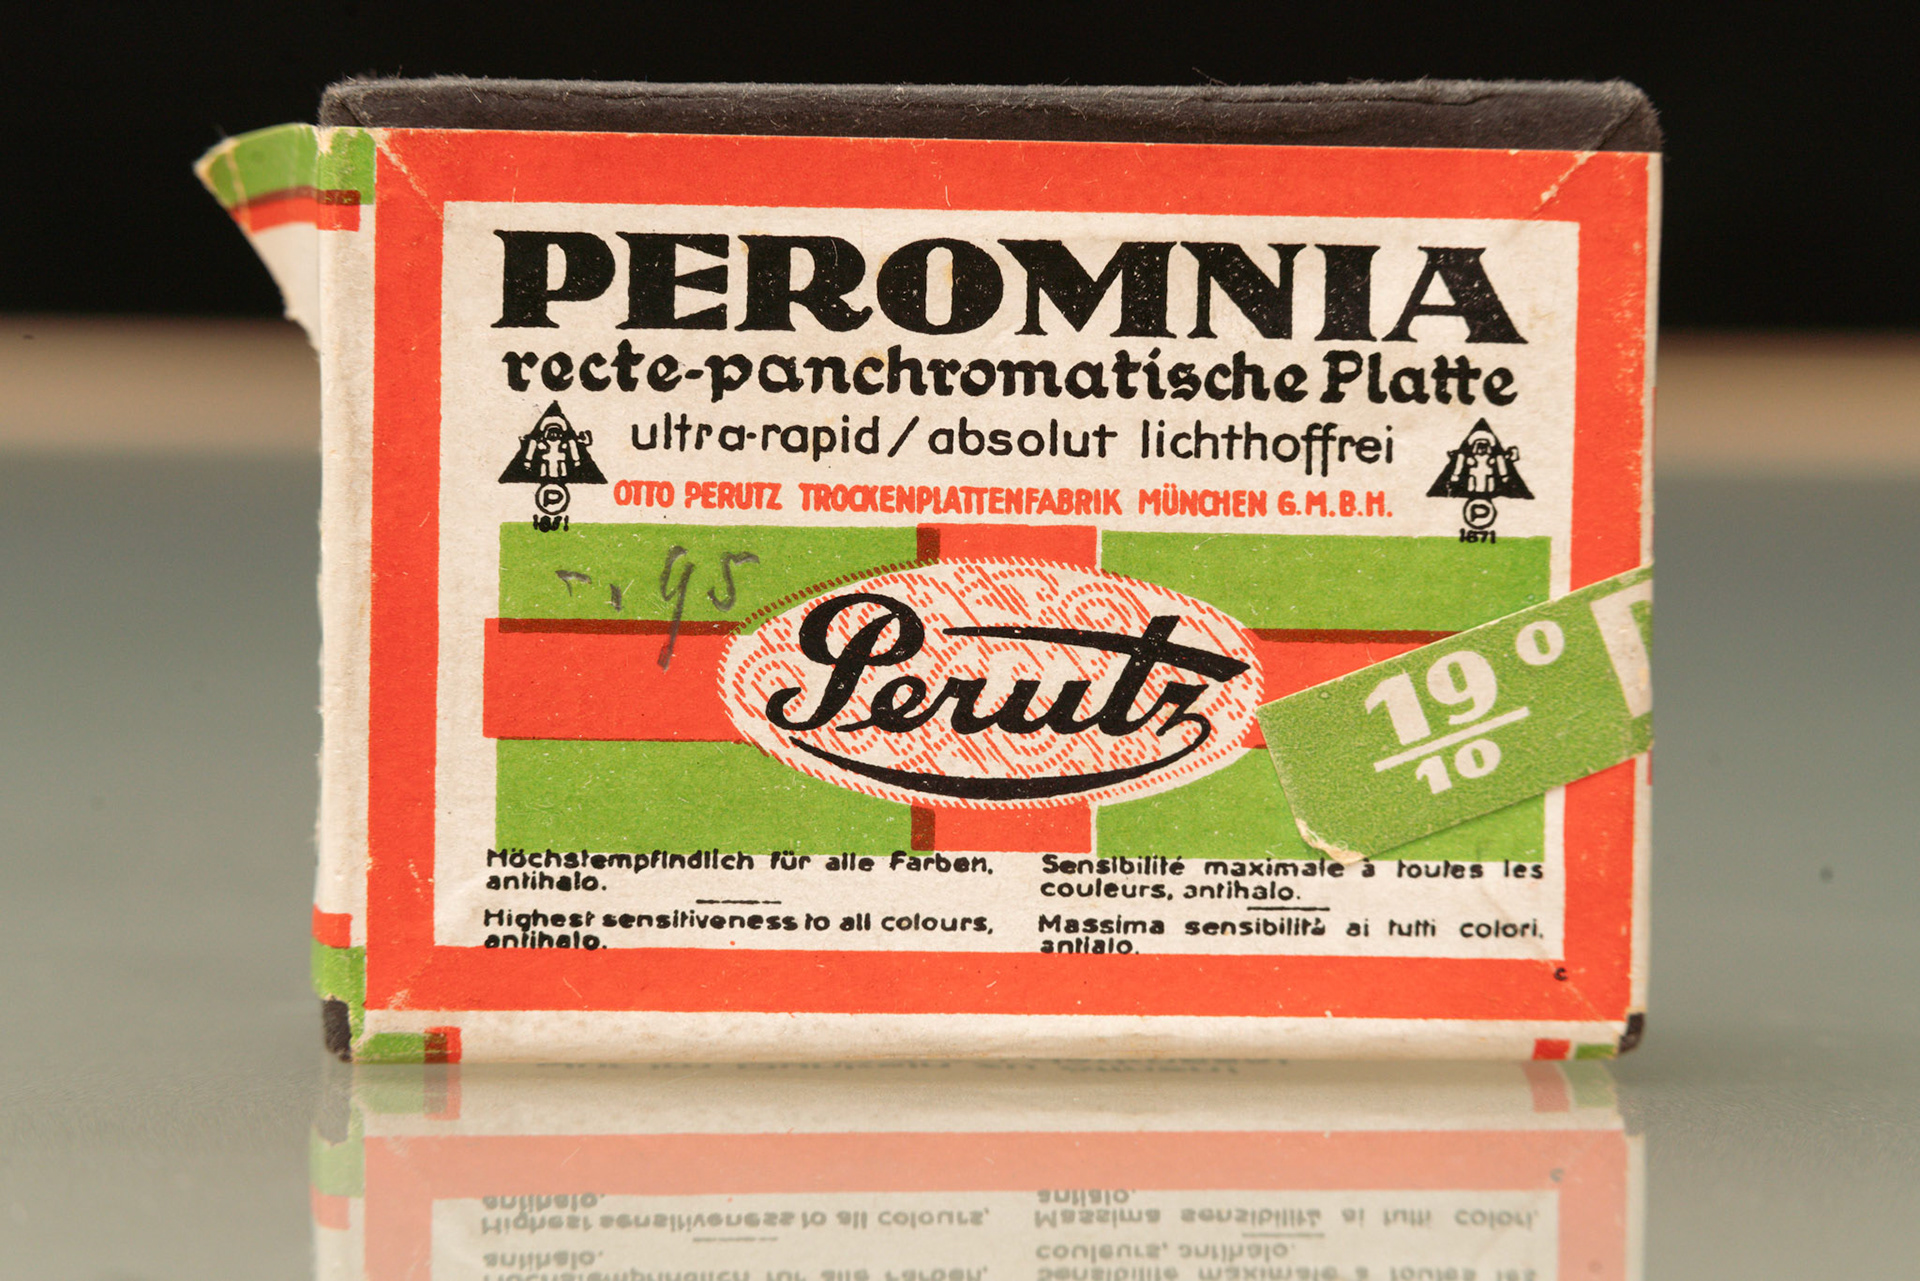 PEROMNIA
recte-panchromatische Platte
ultra-rapid / absolut lichthoffrei
OTTO PERUTZ TROCKENPLATTENFABRIK MÜNCHEN G.M.B.H.
P
1871
P
1871
-,95
Perutz
19°
10
Höchstempfindlich für alle Farben,
antihalo.
Highest sensitiveness to all colours,
antihalo.
Sensibilité maximale à toutes les
couleurs, antihalo.
Massima sensibilità ai tutti colori,
antialo.
c